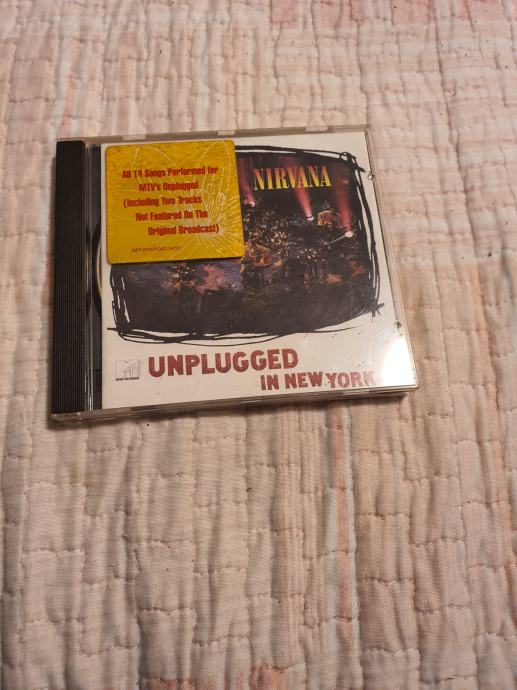 All 14 Songs Performed for
MTV's Unplugged
(Including Two Tracks
Not Featured On The
Original Broadcast)
NIRVANA
MTV
UNPLUGGED
IN NEW YORK